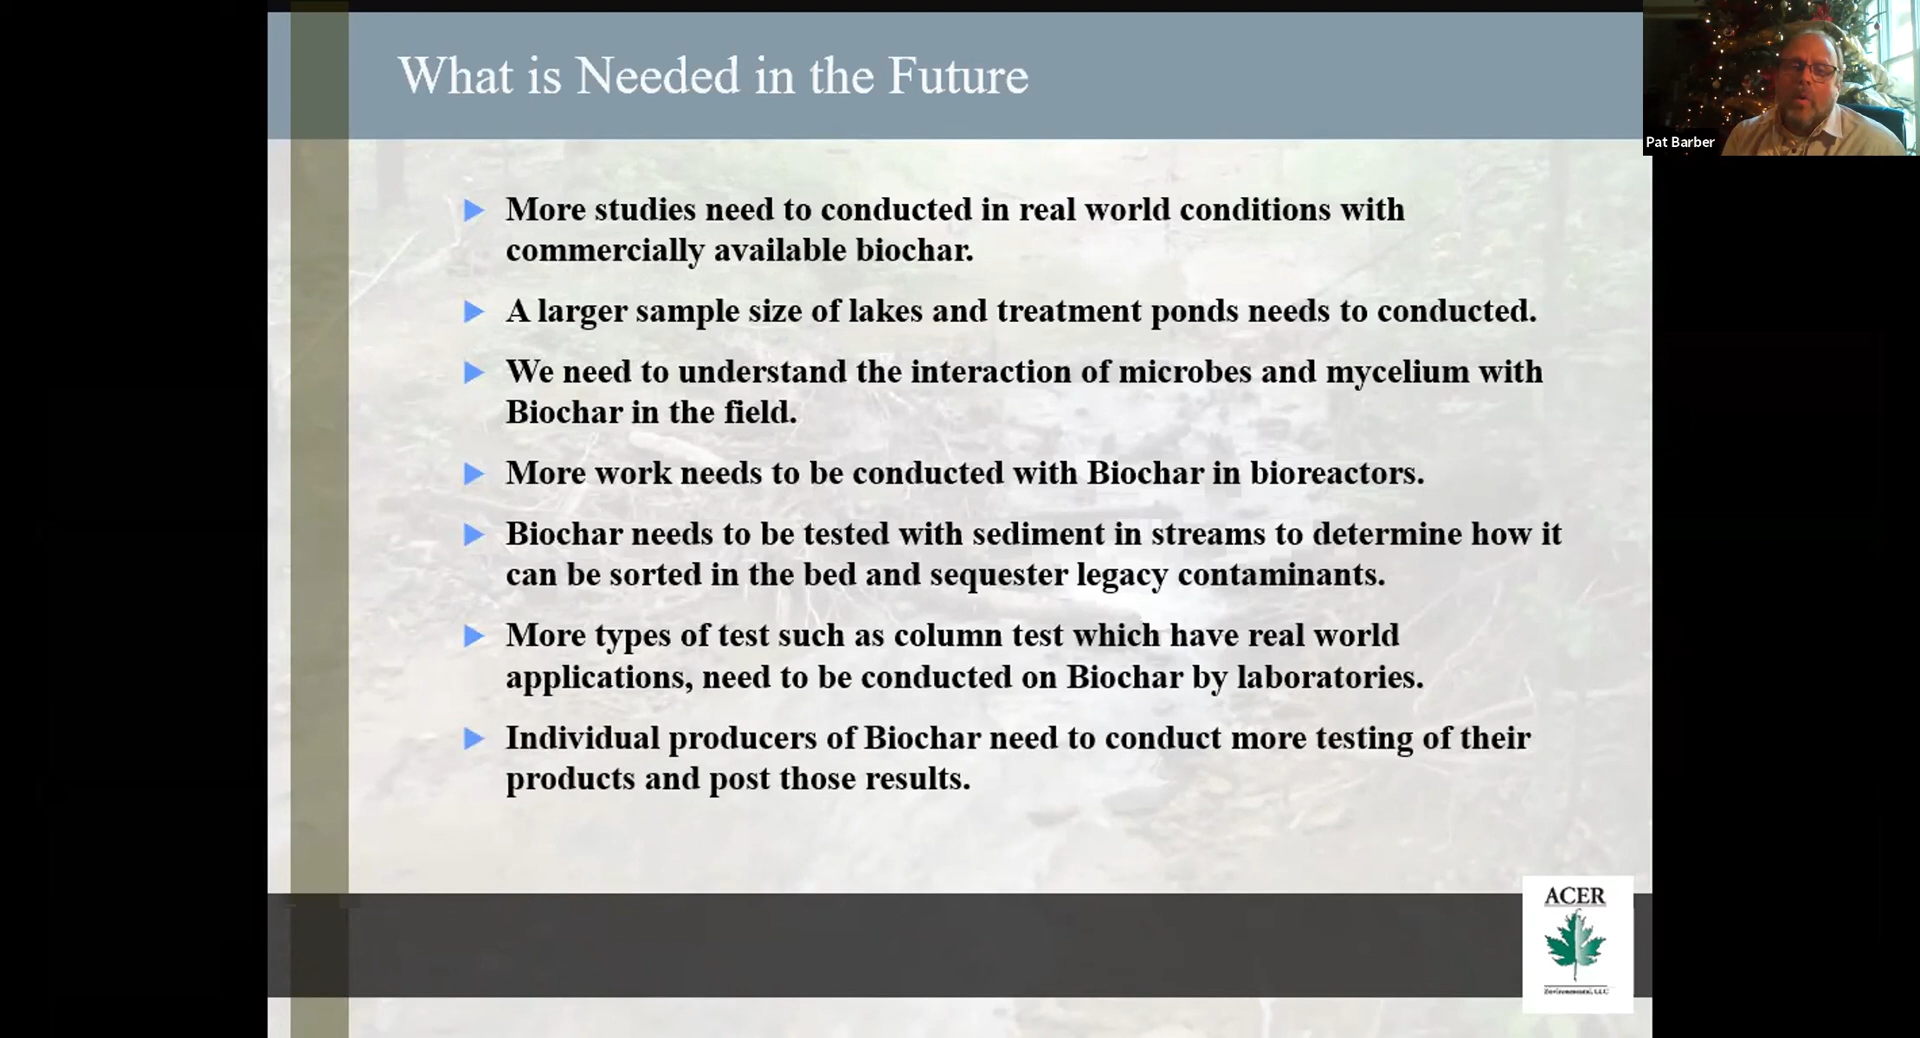 What is Needed in the Future
Pat Barber
More studies need to conducted in real world conditions with
commercially available biochar.
A larger sample size of lakes and treatment ponds needs to conducted.
We need to understand the interaction of microbes and mycelium with
Biochar in the field.
More work needs to be conducted with Biochar in bioreactors.
Biochar needs to be tested with sediment in streams to determine how it
can be sorted in the bed and sequester legacy contaminants.
More types of test such as column test which have real world
applications, need to be conducted on Biochar by laboratories.
Individual producers of Biochar need to conduct more testing of their
products and post those results.
ACER
Environmental, LLC